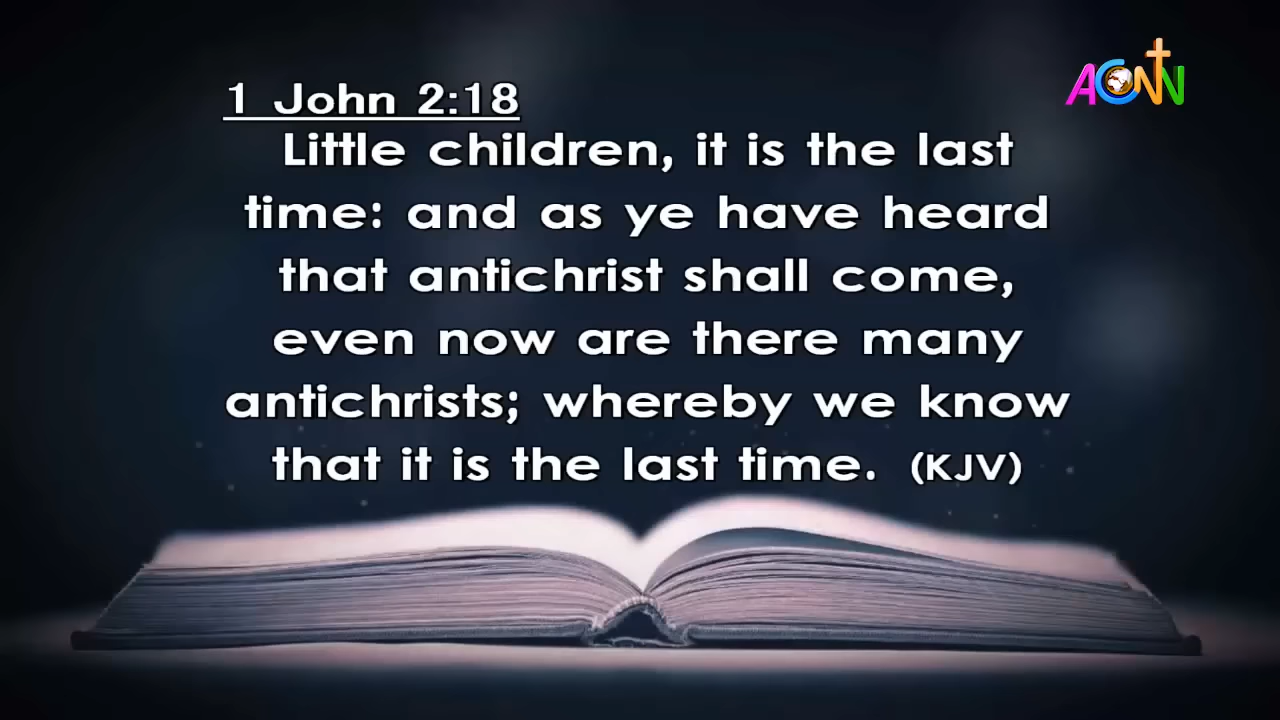 ACNN
1 John 2:18
Little children, it is the last
time: and as ye have heard
that antichrist shall come,
even now are there many
antichrists; whereby we know
that it is the last time. (KJV)